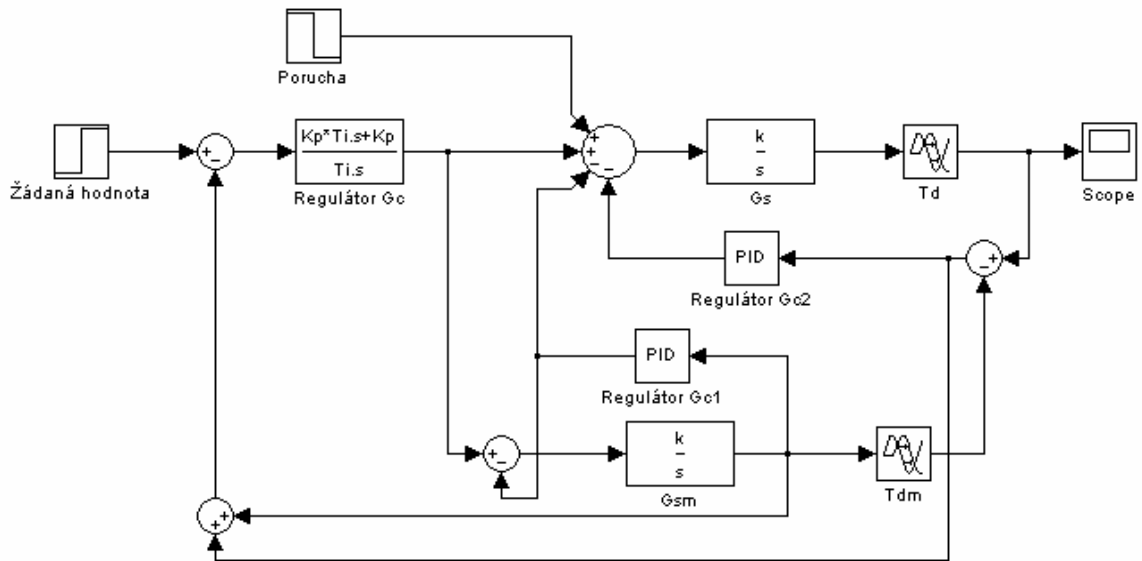 Porucha
Žádaná hodnota
Kp*Ti.s+Kp
Ti.s
Regulátor Gc
k
s
Gs
Td
Scope
PID
Regulátor Gc2
PID
Regulátor Gc1
k
s
Gsm
Tdm